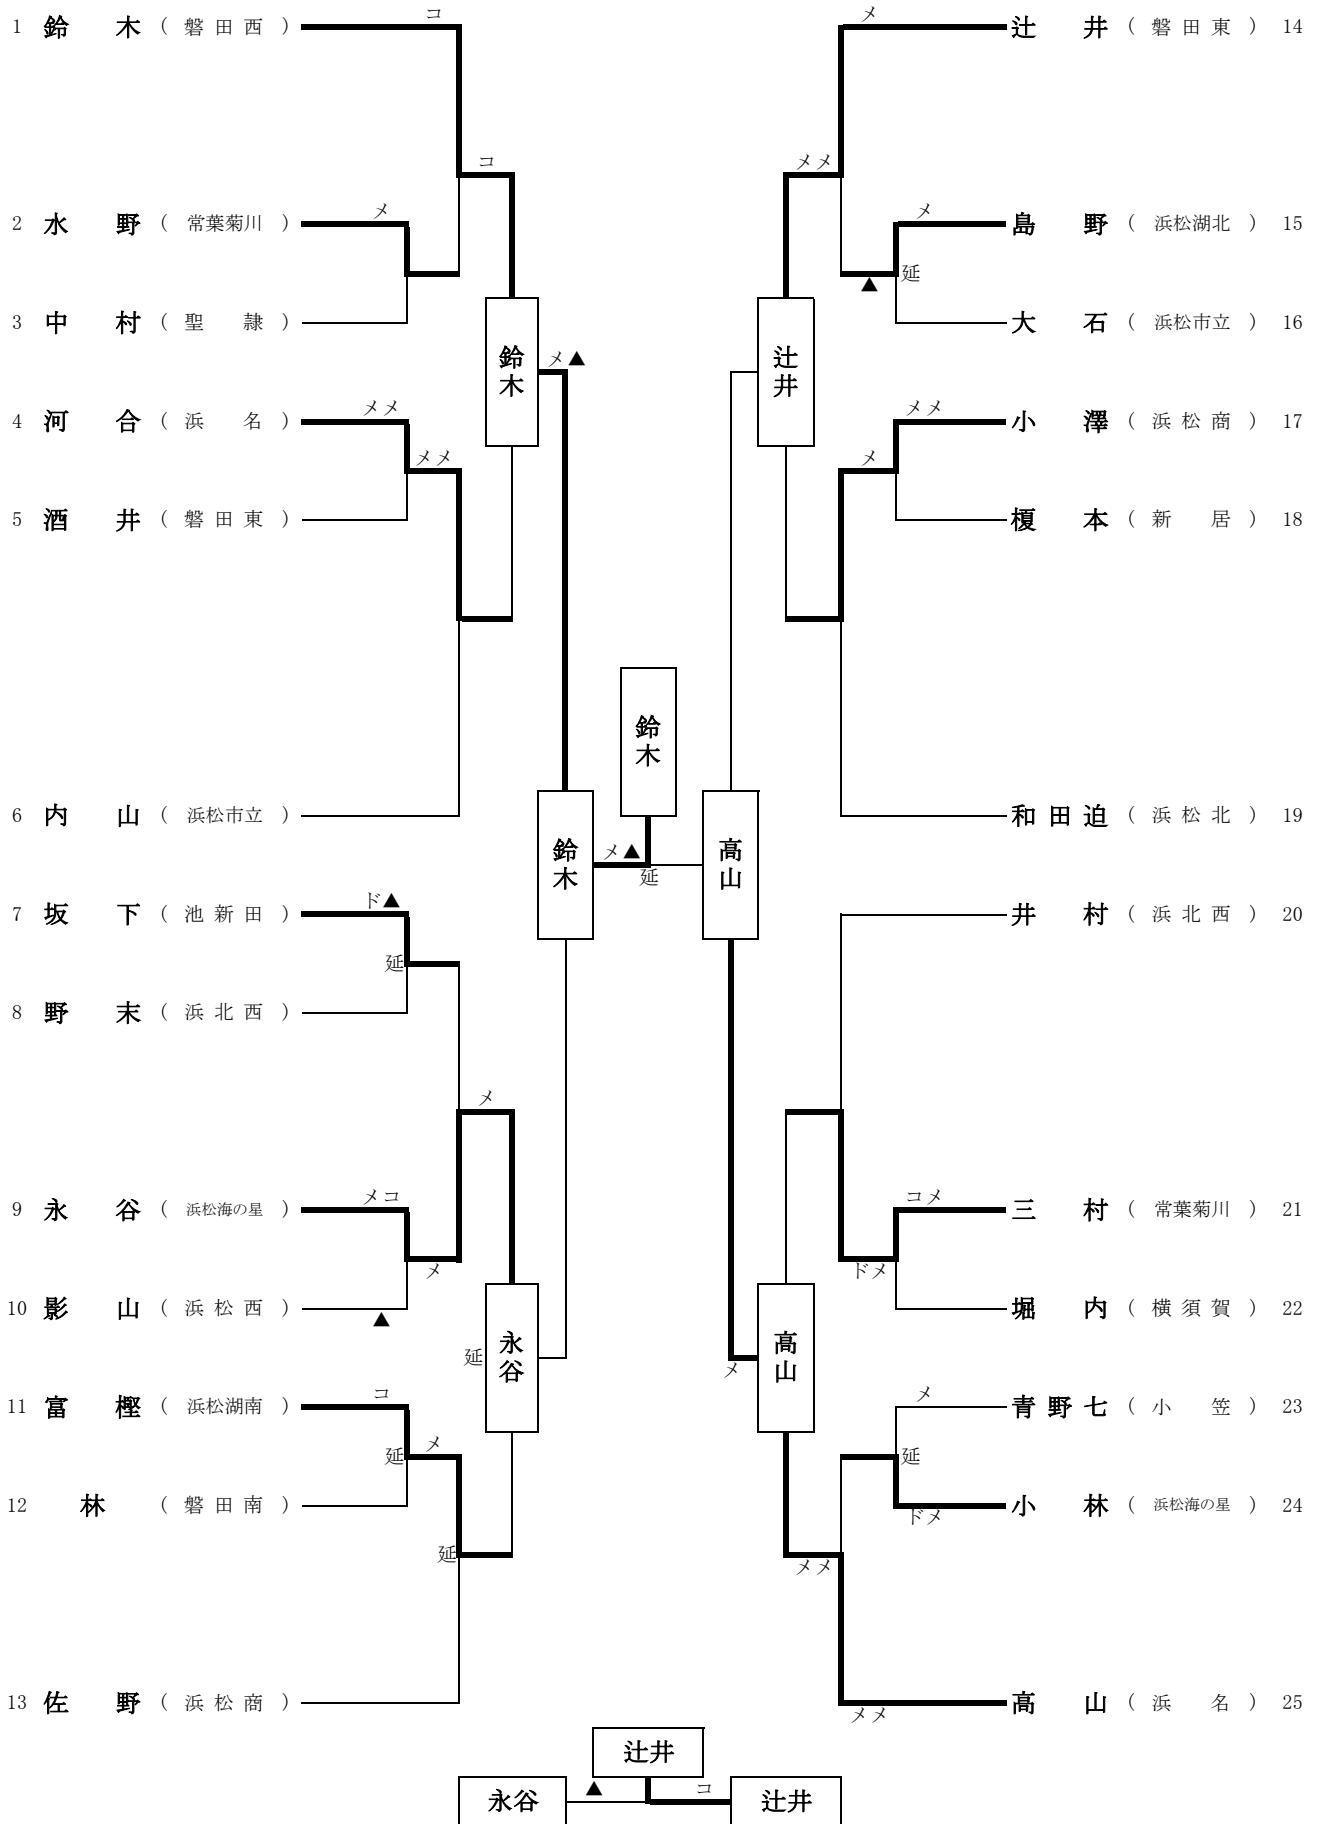 コ
1 鈴木 （磐田西）
コ
メ
2 水野 （常葉菊川）
3 中村 （聖隷）
鈴木
メ▲
メメ
4 河合 （浜名）
メメ
5 酒井 （磐田東）
6 内山 （浜松市立）
鈴木
ド▲
7 坂下 （池新田）
延
8 野末 （浜北西）
メ
メコ
9 永谷 （浜松海の星）
メ
10 影山 （浜松西）
▲
永谷
延
コ
11 富樫 （浜松湖南）
延
メ
12 林 （磐田南）
延
13 佐野 （浜松商）
鈴木
メ▲
延
メ
辻井 （磐田東） 14
メメ
メ
島野 （浜松湖北） 15
延
▲
大石 （浜松市立） 16
辻井
メメ
小澤 （浜松商） 17
メ
榎本 （新居） 18
和田迫 （浜松北） 19
高山
井村 （浜北西） 20
コメ
三村 （常葉菊川） 21
ドメ
堀内 （横須賀） 22
高山
メ
メ
青野七 （小笠） 23
延
小林 （浜松海の星） 24
ドメ
メメ
高山 （浜名） 25
メメ
辻井
永谷
▲
コ
辻井